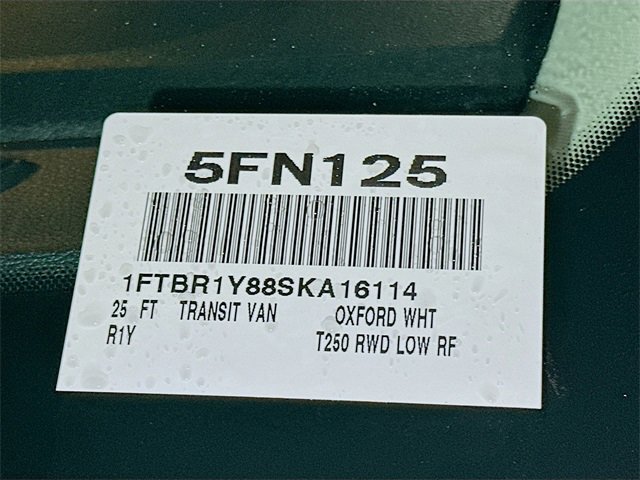 5FN125
1FTBR1Y88SKA16114
25 FT TRANSIT VAN OXFORD WHT
R1Y T250 RWD LOW RF